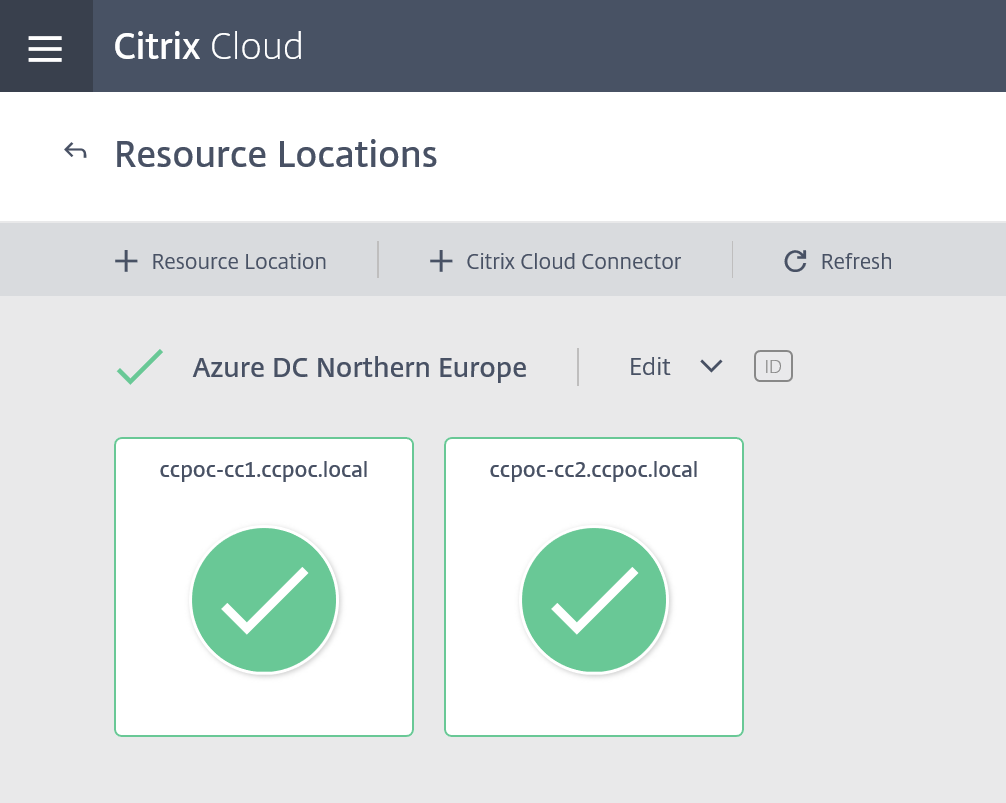 Citrix Cloud
Resource Locations
Resource Location
Citrix Cloud Connector
Refresh
Azure DC Northern Europe
Edit
ID
ccpoc-cc1.ccpoc.local
ccpoc-cc2.ccpoc.local